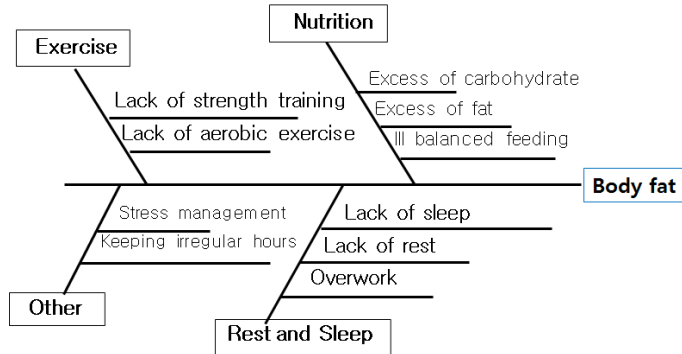 Nutrition
Exercise
Excess of carbohydrate
Lack of strength training
Excess of fat
Lack of aerobic exercise
Ill balanced feeding
Body fat
Stress management
Lack of sleep
Keeping irregular hours
Lack of rest
Overwork
Other
Rest and Sleep